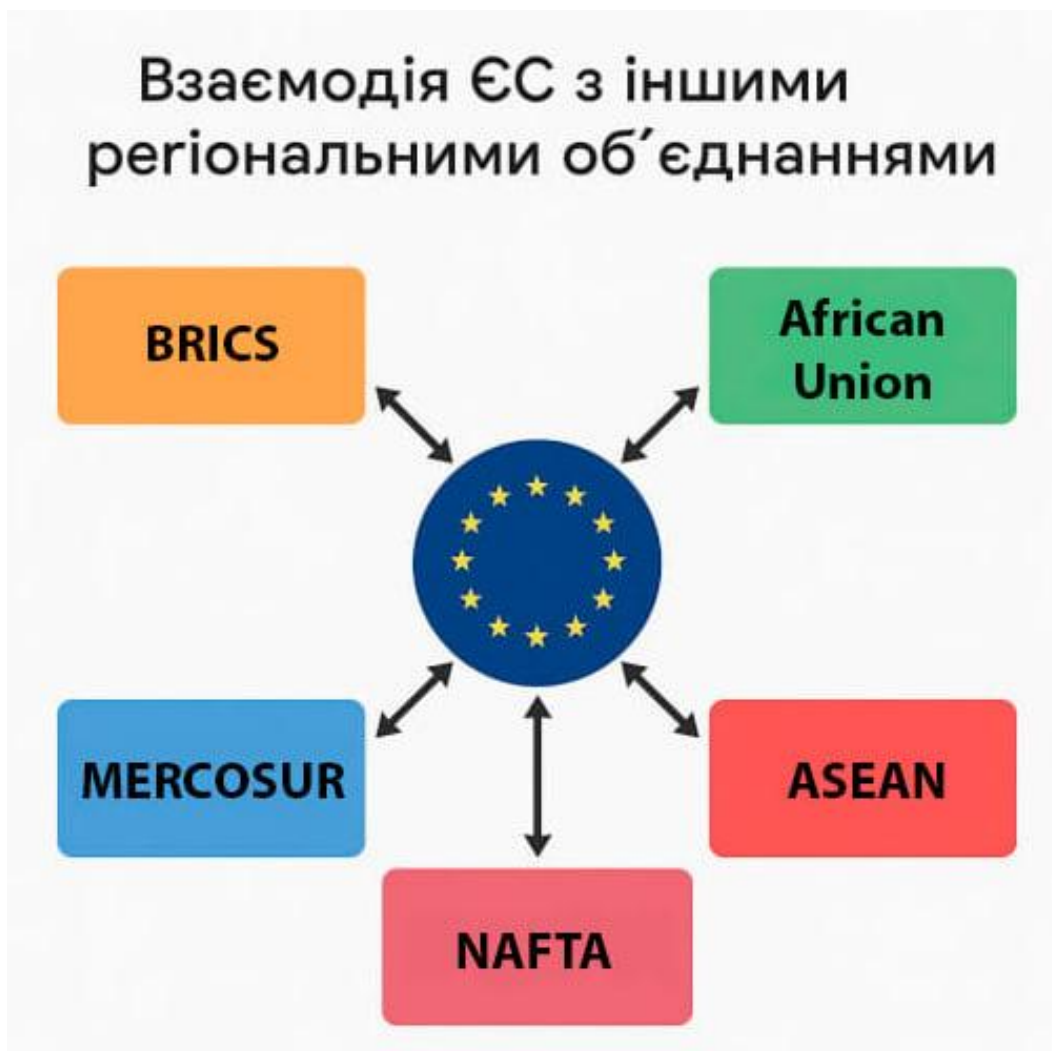 Взаємодія ЄС з іншими
регіональними об´єднаннями
BRICS
African
Union
MERCOSUR
ASEAN
NAFTA